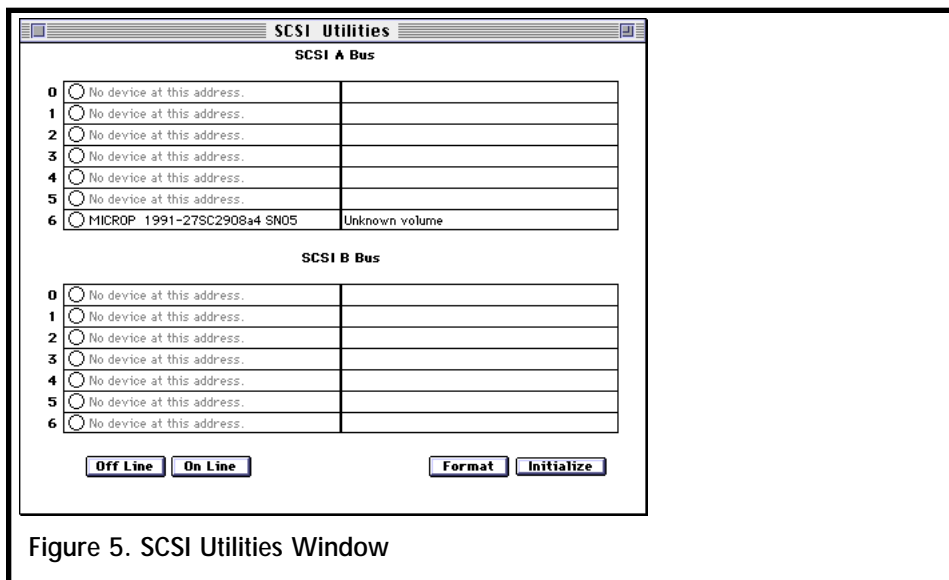 SCSI Utilities
SCSI A Bus
0 No device at this address.
1 No device at this address.
2 No device at this address.
3 No device at this address.
4 No device at this address.
5 No device at this address.
6 MICROP 1991-27SC2908a4 SN05 Unknown volume
SCSI B Bus
0 No device at this address.
1 No device at this address.
2 No device at this address.
3 No device at this address.
4 No device at this address.
5 No device at this address.
6 No device at this address.
Off Line On Line Format Initialize
Figure 5. SCSI Utilities Window